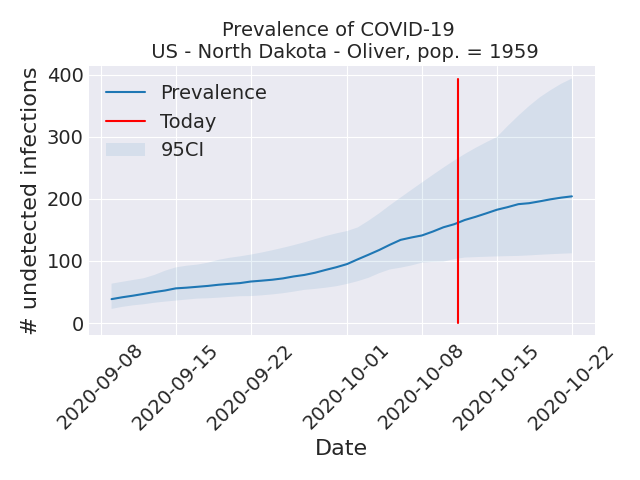 Prevalence of COVID-19
US - North Dakota - Oliver, pop. = 1959
# undetected infections
400
300
200
100
0
Prevalence
Today
95CI
2020-09-08
2020-09-15
2020-09-22
2020-10-01
2020-10-08
2020-10-15
2020-10-22
Date